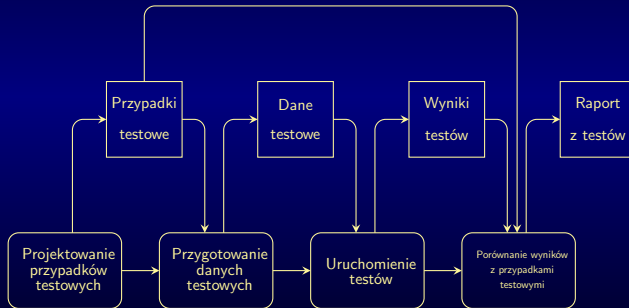 Przypadki
testowe
Dane
testowe
Wyniki
testów
Raport
z testów
Projektowanie
przypadków
testowych
Przygotowanie
danych
testowych
Uruchomienie
testów
Porównanie wyników
z przypadkami
testowymi